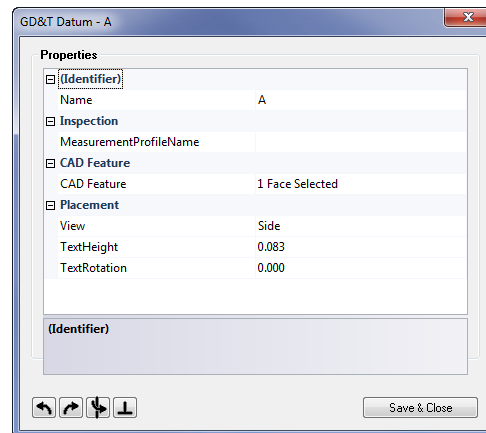 GD&T Datum - A
Properties
(Identifier)
Name A
Inspection
MeasurementProfileName
CAD Feature
CAD Feature 1 Face Selected
Placement
View Side
TextHeight 0.083
TextRotation 0.000
(Identifier)
Save & Close